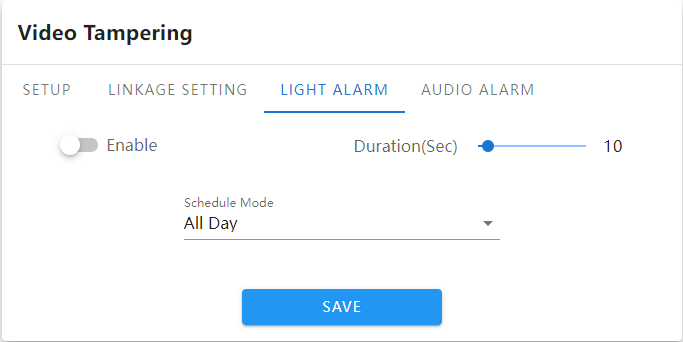 Video Tampering
SETUP LINKAGE SETTING LIGHT ALARM AUDIO ALARM
Enable Duration(Sec) 10
Schedule Mode
All Day
SAVE